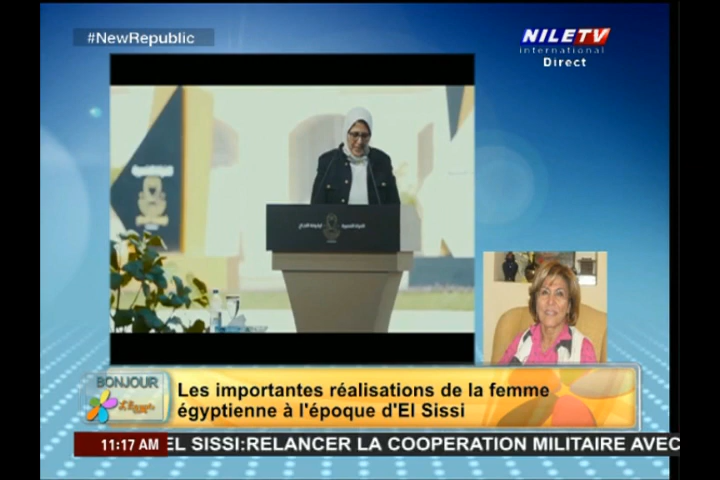 #NewRepublic
NILETV
international
Direct
BONJOUR
Les importantes réalisations de la femme
égyptienne à l'époque d'El Sissi
11:17 AM EL SISSI:RELANCER LA COOPERATION MILITAIRE AVEC